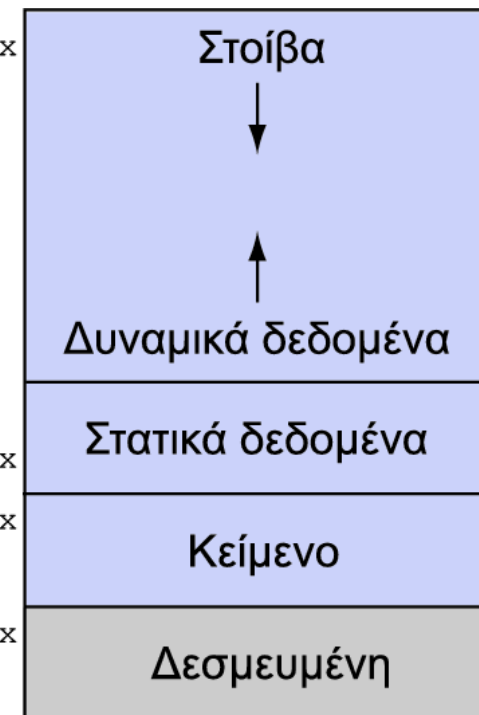 x Στοίβα
Δυναμικά δεδομένα
Στατικά δεδομένα
x
x
Κείμενο
x
Δεσμευμένη